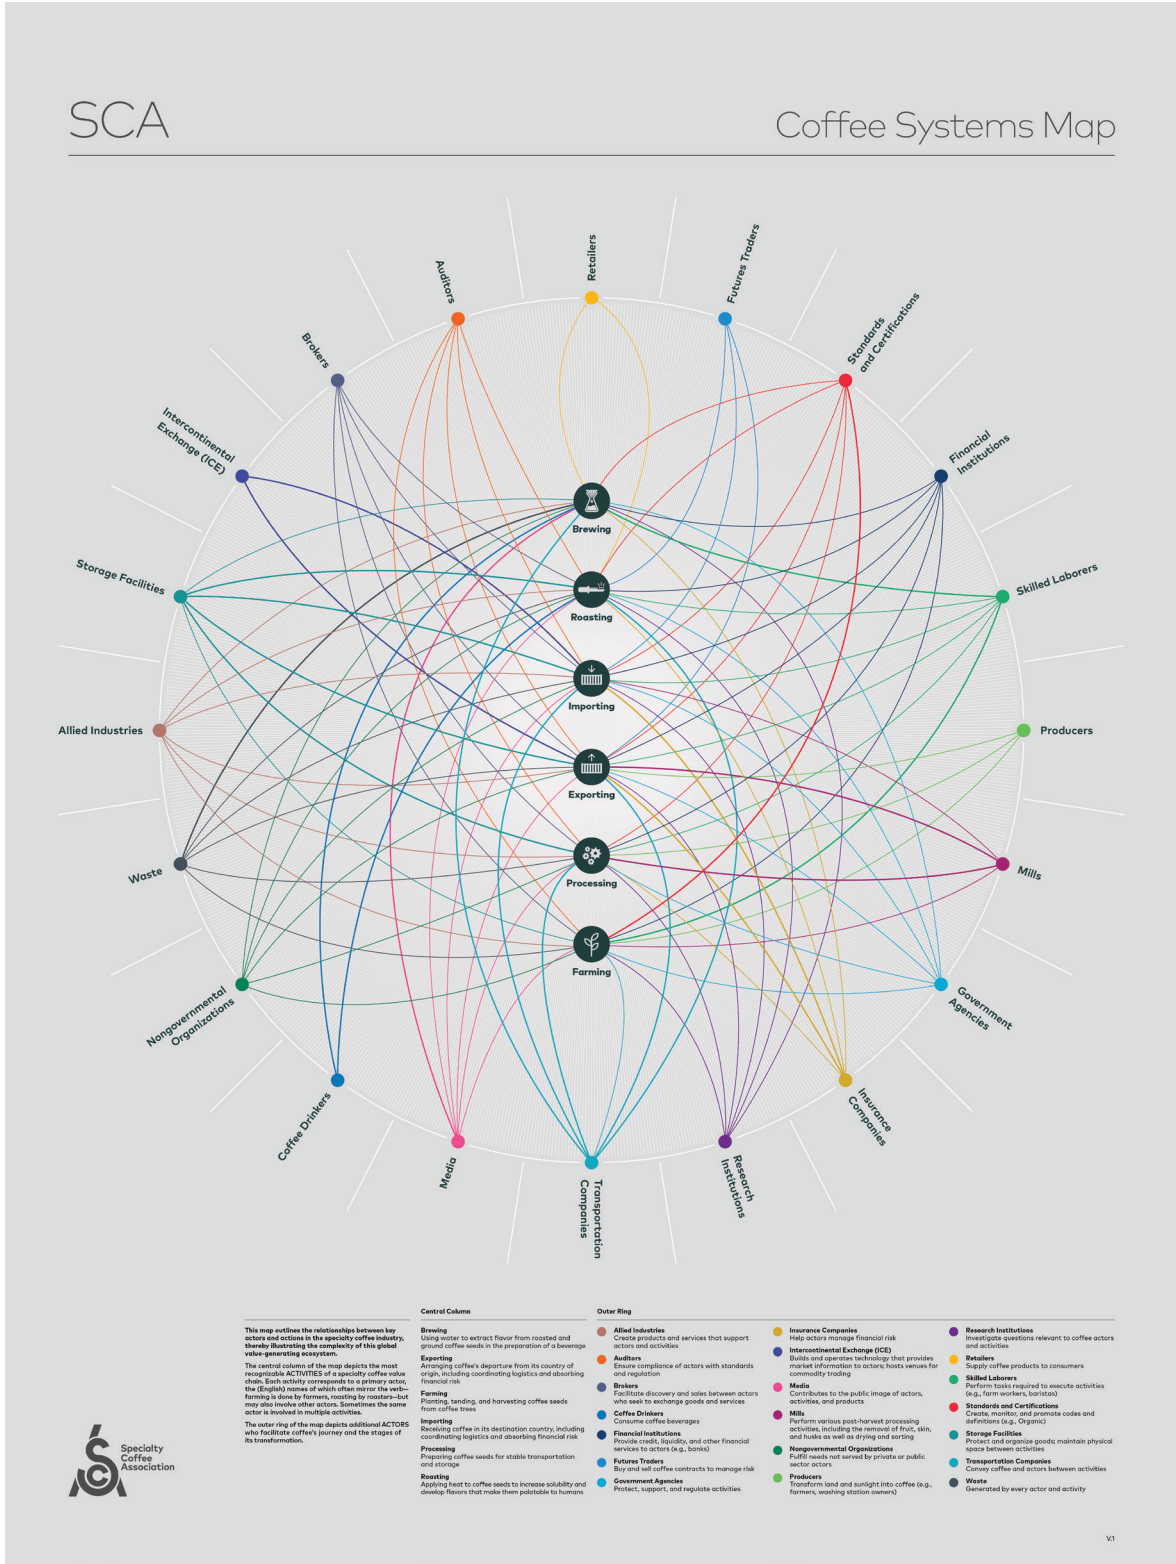 SCA
Coffee Systems Map
Retailers
Futures Traders
Standards
and Certifications
Financial
Institutions
Skilled Laborers
Producers
Mills
Government
Agencies
Insurance
Companies
Research
Institutions
Transportation
Companies
Media
Coffee Drinkers
Nongovernmental
Organizations
Waste
Allied Industries
Storage Facilities
Intercontinental
Exchange (ICE)
Brokers
Auditors
Brewing
Roasting
Importing
Exporting
Processing
Farming
This map outlines the relationships between key
actors and actions in the specialty coffee industry,
thereby illustrating the complexity of this global
value-generating ecosystem.
The central column of the map depicts the most
recognizable ACTIVITIES of a specialty coffee value
chain. Each activity corresponds to a primary actor,
the (English) names of which often mirror the verb—
farming is done by farmers, roasting by roasters—but
may also involve other actors. Sometimes the same
actor is involved in multiple activities.
The outer ring of the map depicts additional ACTORS
who facilitate coffee's journey and the stages of
its transformation.
Central Column
Brewing
Using water to extract flavor from roasted and
ground coffee seeds in the preparation of a beverage
Exporting
Arranging coffee's departure from its country of
origin, including coordinating logistics and absorbing
financial risk
Farming
Planting, tending, and harvesting coffee seeds
from coffee trees
Importing
Receiving coffee in its destination country, including
coordinating logistics and absorbing financial risk
Processing
Preparing coffee seeds for stable transportation
and storage
Roasting
Applying heat to coffee seeds to increase solubility and
develop flavors that make them palatable to humans
Outer Ring
Allied Industries
Create products and services that support
actors and activities
Auditors
Ensure compliance of actors with standards
and regulation
Brokers
Facilitate discovery and sales between actors
who seek to exchange goods and services
Coffee Drinkers
Consume coffee beverages
Financial Institutions
Provide credit, liquidity, and other financial
services to actors (e.g., banks)
Futures Traders
Buy and sell coffee contracts to manage risk
Government Agencies
Protect, support, and regulate activities
Insurance Companies
Help actors manage financial risk
Intercontinental Exchange (ICE)
Builds and operates technology that provides
market information to actors; hosts venues for
commodity trading
Media
Contributes to the public image of actors,
activities, and products
Mills
Perform various post-harvest processing
activities, including the removal of fruit, skin,
and husks as well as drying and sorting
Nongovernmental Organizations
Fulfill needs not served by private or public
sector actors
Producers
Transform land and sunlight into coffee (e.g.,
farmers, washing station owners)
Research Institutions
Investigate questions relevant to coffee actors
and activities
Retailers
Supply coffee products to consumers
Skilled Laborers
Perform tasks required to execute activities
(e.g., farm workers, baristas)
Standards and Certifications
Create, monitor, and promote codes and
definitions (e.g., Organic)
Storage Facilities
Protect and organize goods; maintain physical
space between activities
Transportation Companies
Convey coffee and actors between activities
Waste
Generated by every actor and activity
Specialty
Coffee
Association
V.1